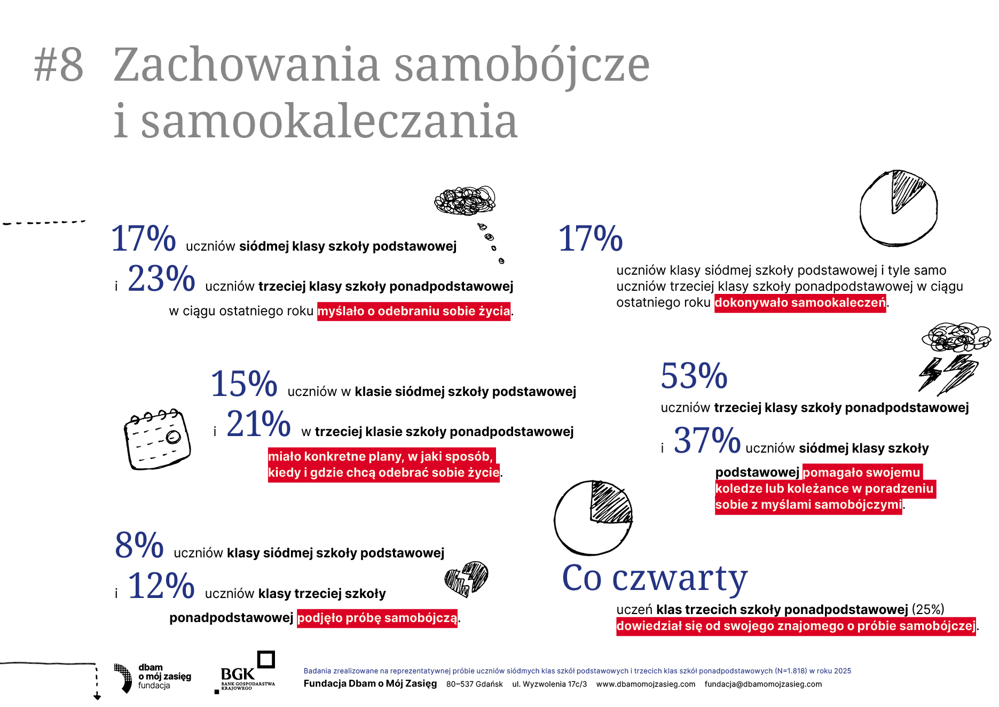 #8 Zachowania samobójcze
i samookaleczania
17% uczniów siódmej klasy szkoły podstawowej
i 23% uczniów trzeciej klasy szkoły ponadpodstawowej
w ciągu ostatniego roku myślało o odebraniu sobie życia.
15% uczniów w klasie siódmej szkoły podstawowej
i 21% w trzeciej klasie szkoły ponadpodstawowej
miało konkretne plany, w jaki sposób,
kiedy i gdzie chcą odebrać sobie życie.
8% uczniów klasy siódmej szkoły podstawowej
i 12% uczniów klasy trzeciej szkoły
ponadpodstawowej podjęło próbę samobójczą.
17%
uczniów klasy siódmej szkoły podstawowej i tyle samo
uczniów trzeciej klasy szkoły ponadpodstawowej w ciągu
ostatniego roku dokonywało samookaleczeń.
53%
uczniów trzeciej klasy szkoły ponadpodstawowej
i 37% uczniów siódmej klasy szkoły
podstawowej pomagało swojemu
koledze lub koleżance w poradzeniu
sobie z myślami samobójczymi.
Co czwarty
uczeń klas trzecich szkoły ponadpodstawowej (25%)
dowiedział się od swojego znajomego o próbie samobójczej.
dbam
o mój zasięg
fundacja
BGK
BANK GOSPODARSTWA
KRAJOWEGO
Badania zrealizowane na reprezentatywnej próbie uczniów siódmych klas szkół podstawowych i trzecich klas szkół ponadpodstawowych (N=1.818) w roku 2025
Fundacja Dbam o Mój Zasięg 80–537 Gdańsk ul. Wyzwolenia 17c/3 www.dbamomojzasieg.com fundacja@dbamomojzasieg.com